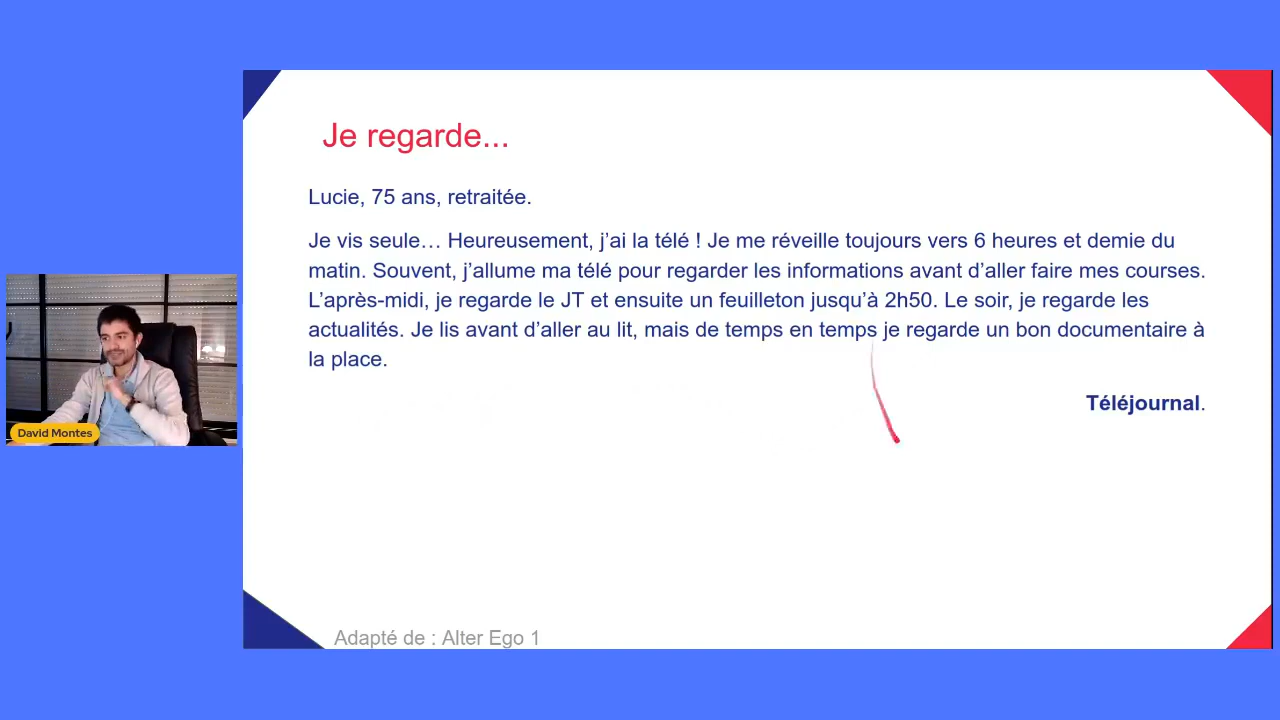 Je regarde...
Lucie, 75 ans, retraitée.
Je vis seule… Heureusement, j’ai la télé ! Je me réveille toujours vers 6 heures et demie du
matin. Souvent, j’allume ma télé pour regarder les informations avant d’aller faire mes courses.
L’après-midi, je regarde le JT et ensuite un feuilleton jusqu’à 2h50. Le soir, je regarde les
actualités. Je lis avant d’aller au lit, mais de temps en temps je regarde un bon documentaire à
la place.
Téléjournal.
David Montes
Adapté de : Alter Ego 1